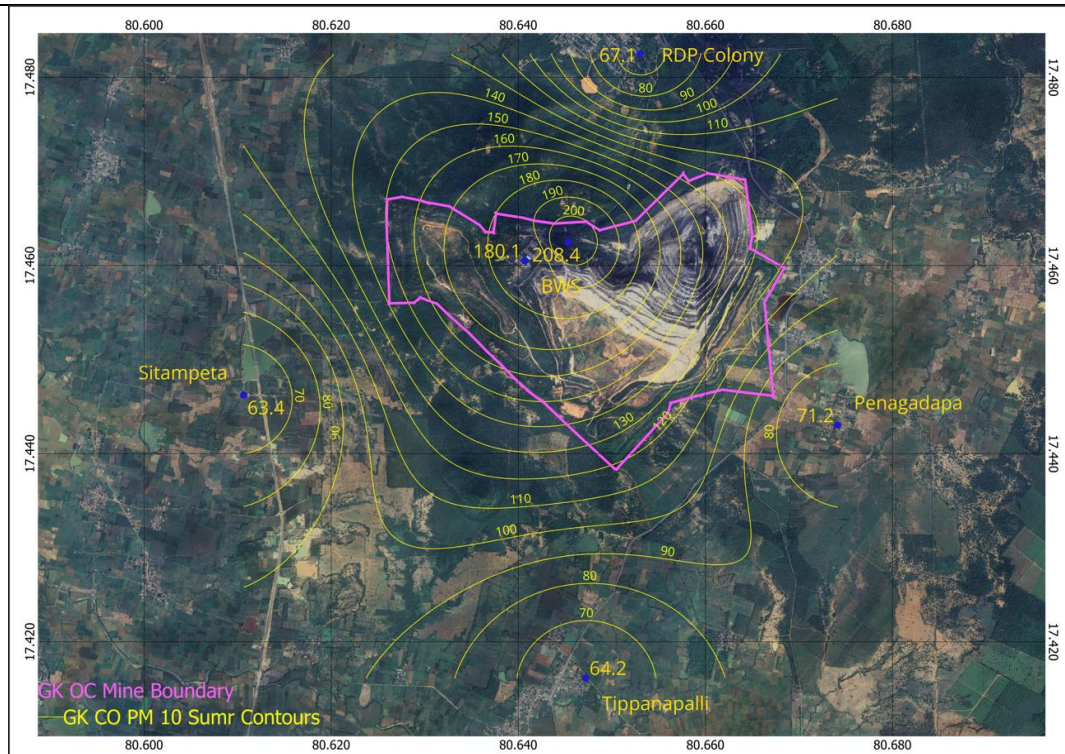 80.600 80.620 80.640 80.660 80.680
67.1 RDP Colony
17.480 17.480
80 90 100 110
140
150
160
170
180
190
200
17.460 17.460
180.1 208.4
BWS
Sitampeta
63.4
70 80 90
Penagadapa
71.2
80
130 120
17.440 17.440
110
100
90
80
70
17.420 17.420
64.2
Tippanapalli
GK OC Mine Boundary
GK CO PM 10 Sumr Contours
80.600 80.620 80.640 80.660 80.680